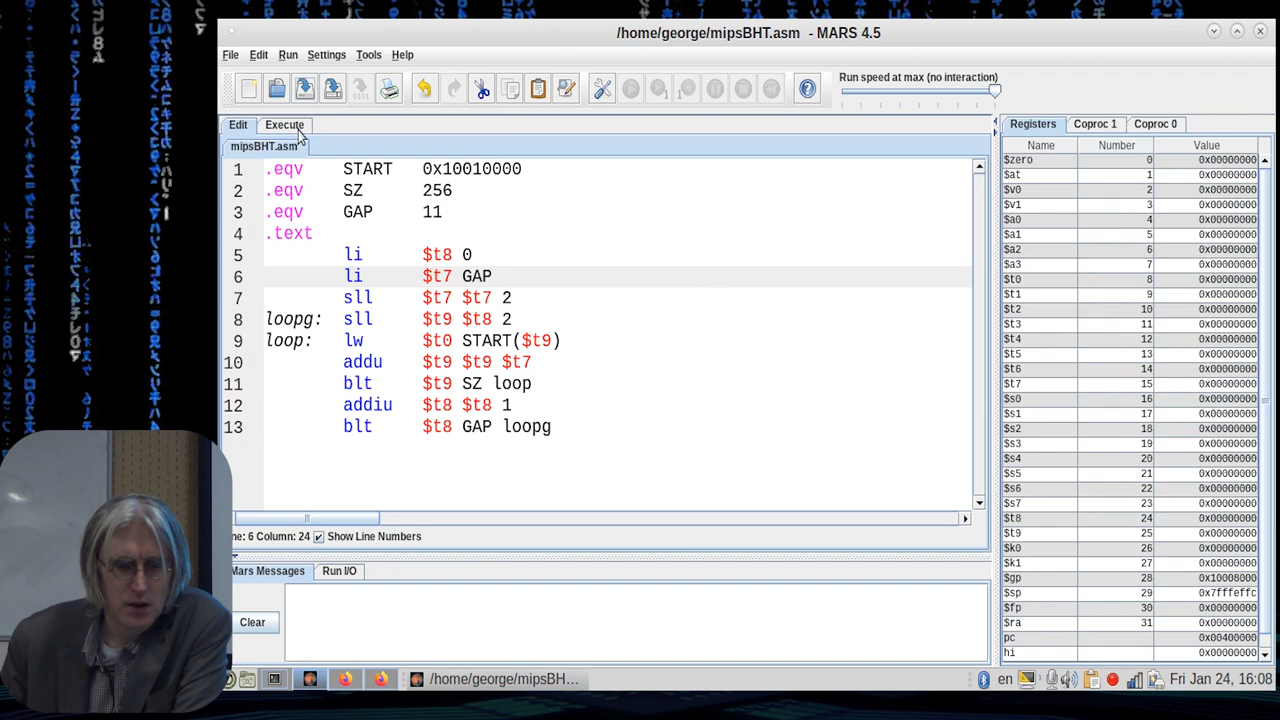 /home/george/mipsBHT.asm - MARS 4.5
File Edit Run Settings Tools Help
Run speed at max (no interaction)
Edit Execute
mipsBHT.asm
1 .eqv START 0x10010000
2 .eqv SZ 256
3 .eqv GAP 11
4 .text
5 li $t8 0
6 li $t7 GAP
7 sll $t7 $t7 2
8 loopg: sll $t9 $t8 2
9 loop: lw $t0 START($t9)
10 addu $t9 $t9 $t7
11 blt $t9 SZ loop
12 addiu $t8 $t8 1
13 blt $t8 GAP loopg
ne: 6 Column: 24 Show Line Numbers
Mars Messages Run I/O
Clear
Registers Coproc 1 Coproc 0
Name Number Value
$zero 0 0x00000000
$at 1 0x00000000
$v0 2 0x00000000
$v1 3 0x00000000
$a0 4 0x00000000
$a1 5 0x00000000
$a2 6 0x00000000
$a3 7 0x00000000
$t0 8 0x00000000
$t1 9 0x00000000
$t2 10 0x00000000
$t3 11 0x00000000
$t4 12 0x00000000
$t5 13 0x00000000
$t6 14 0x00000000
$t7 15 0x00000000
$s0 16 0x00000000
$s1 17 0x00000000
$s2 18 0x00000000
$s3 19 0x00000000
$s4 20 0x00000000
$s5 21 0x00000000
$s6 22 0x00000000
$s7 23 0x00000000
$t8 24 0x00000000
$t9 25 0x00000000
$k0 26 0x00000000
$k1 27 0x00000000
$gp 28 0x10008000
$sp 29 0x7fffeffc
$fp 30 0x00000000
$ra 31 0x00000000
pc 0x00400000
hi 0x00000000
/home/george/mipsBH... en Fri Jan 24, 16:08